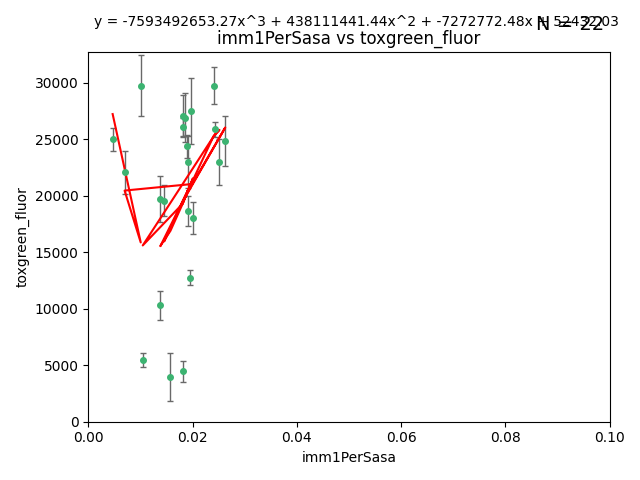 y = -7593492653.27x^3 + 438111441.44x^2 + -7272772.48x + 52432.03
N = 22
imm1PerSasa vs toxgreen_fluor
30000
25000
20000
15000
10000
5000
0
toxgreen_fluor
0.00 0.02 0.04 0.06 0.08 0.10
imm1PerSasa